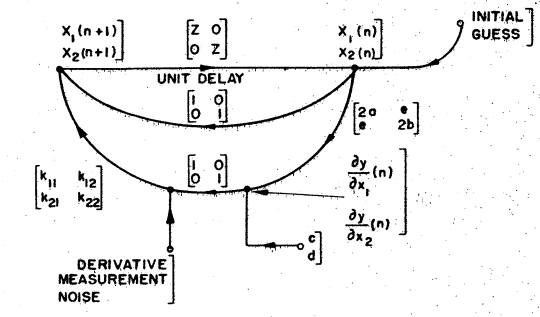 X₁(n+1)
X₂(n+1)
Z 0
0 Z
UNIT DELAY
X₁(n)
X₂(n)
INITIAL
GUESS
1 0
0 1
2a e
e 2b
1 0
0 1
k₁₁ k₁₂
k₂₁ k₂₂
∂y/∂x₁(n)
∂y/∂x₂(n)
c
d
DERIVATIVE
MEASUREMENT
NOISE